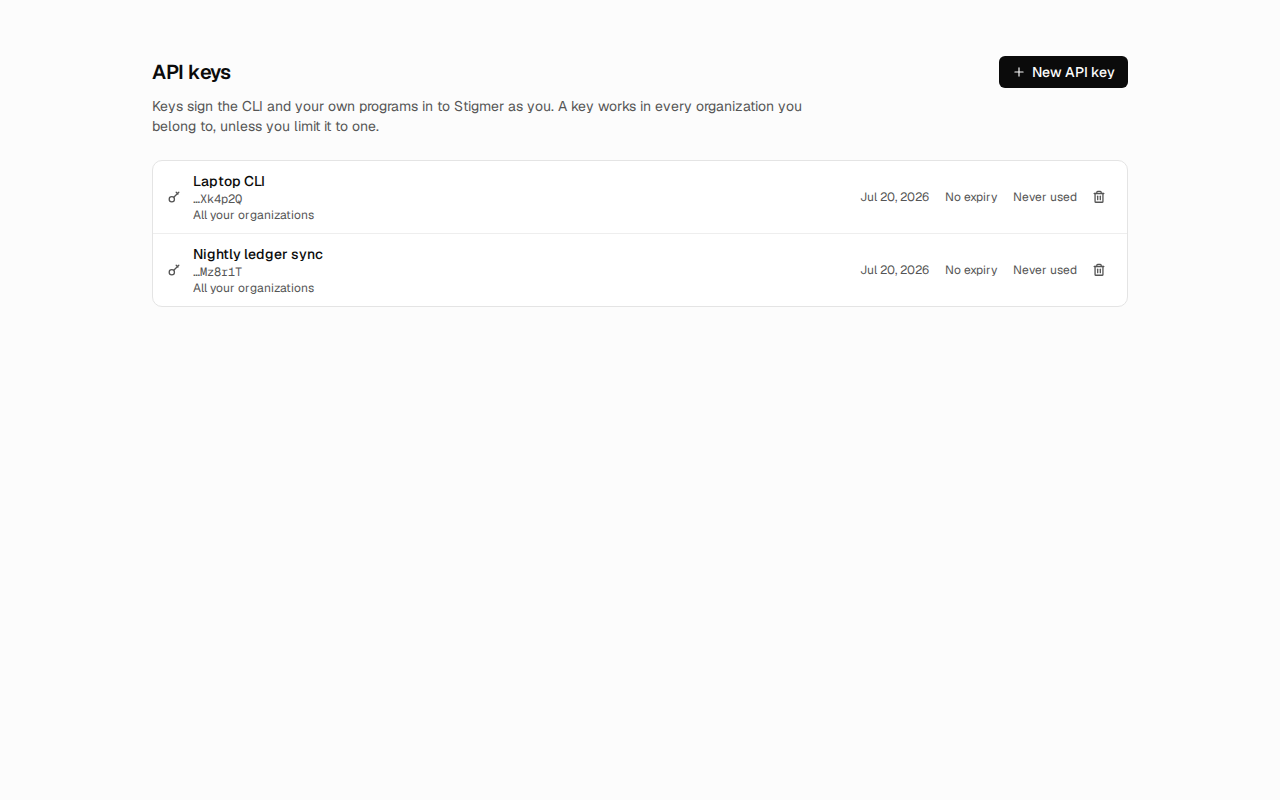 API keys
New API key
Keys sign the CLI and your own programs in to Stigmer as you. A key works in every organization you
belong to, unless you limit it to one.
Laptop CLI
…Xk4p2Q
All your organizations
Jul 20, 2026 No expiry Never used
Nightly ledger sync
…Mz8r1T
All your organizations
Jul 20, 2026 No expiry Never used